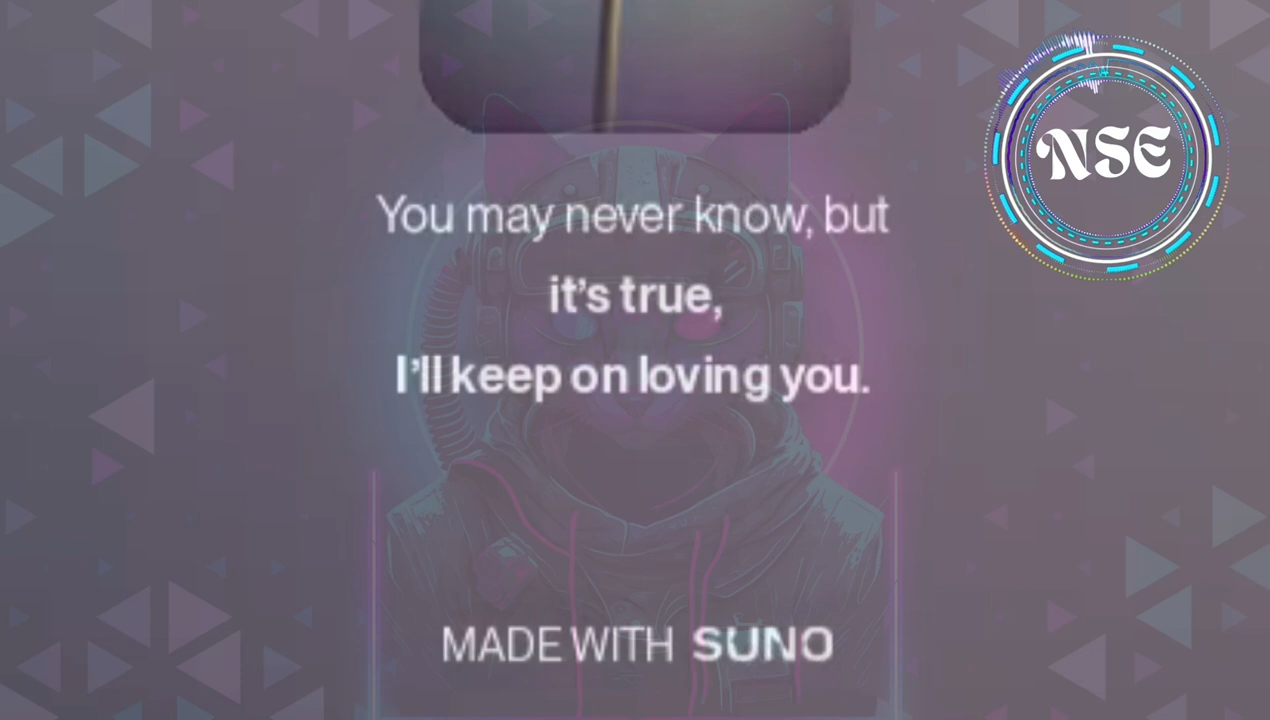 NSE
You may never know, but
it's true,
I'll keep on loving you.
MADE WITH SUNO